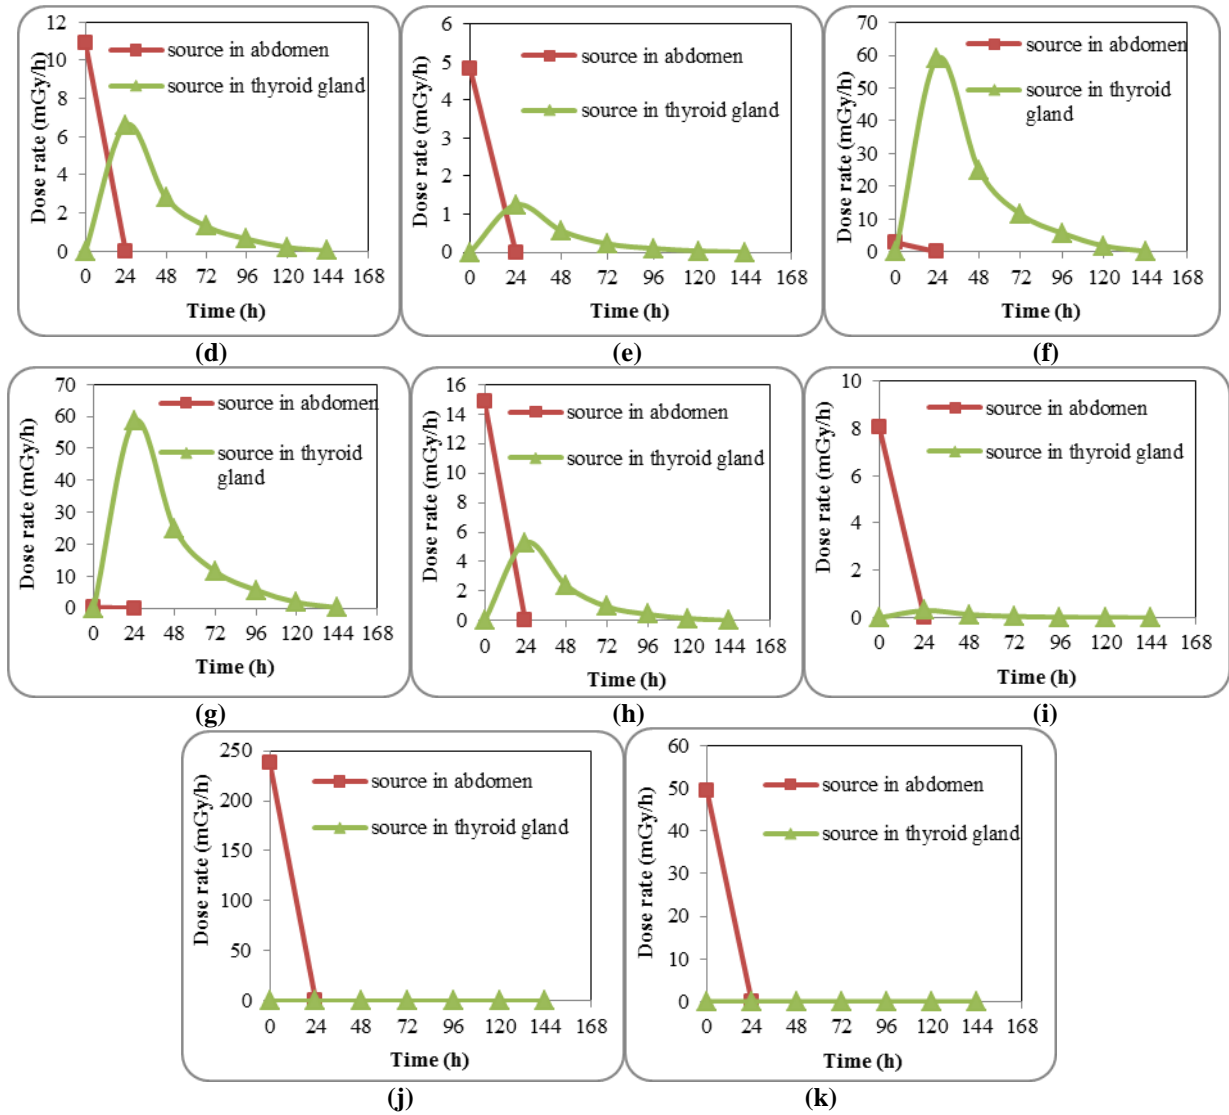 12
10
8
6
4
2
0
Dose rate (mGy/h)
source in abdomen
source in thyroid gland
0 24 48 72 96 120 144 168
Time (h)
(d)
6
5
4
3
2
1
0
Dose rate (mGy/h)
source in abdomen
source in thyroid gland
0 24 48 72 96 120 144 168
Time (h)
(e)
70
60
50
40
30
20
10
0
Dose rate (mGy/h)
source in abdomen
source in thyroid
gland
0 24 48 72 96 120 144 168
Time (h)
(f)
70
60
50
40
30
20
10
0
Dose rate (mGy/h)
source in abdomen
source in thyroid
gland
0 24 48 72 96 120 144 168
Time (h)
(g)
16
14
12
10
8
6
4
2
0
Dose rate (mGy/h)
source in abdomen
source in thyroid gland
0 24 48 72 96 120 144 168
Time (h)
(h)
10
8
6
4
2
0
Dose rate (mGy/h)
source in abdomen
source in thyroid gland
0 24 48 72 96 120 144 168
Time (h)
(i)
250
200
150
100
50
0
Dose rate (mGy/h)
source in abdomen
source in thyroid gland
0 24 48 72 96 120 144 168
Time (h)
(j)
60
50
40
30
20
10
0
Dose rate (mGy/h)
source in abdomen
source in thyroid gland
0 24 48 72 96 120 144 168
Time (h)
(k)